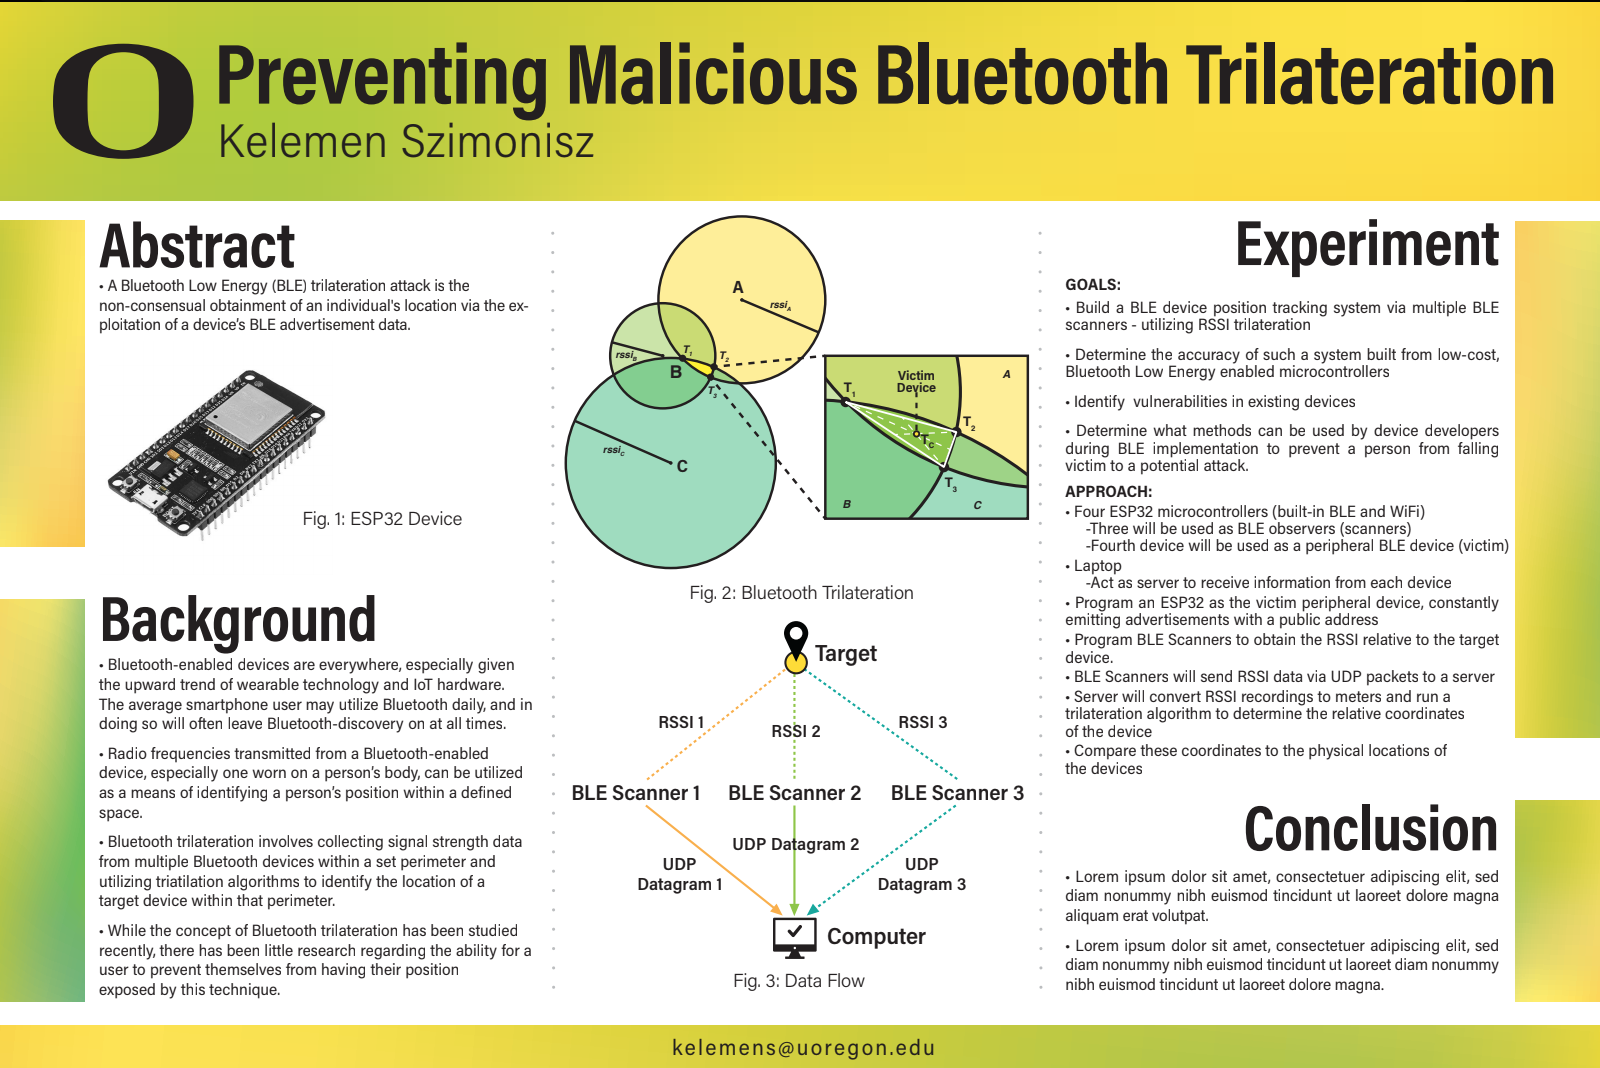 O
Preventing Malicious Bluetooth Trilateration
Kelemen Szimonisz
Abstract
• A Bluetooth Low Energy (BLE) trilateration attack is the
non-consensual obtainment of an individual's location via the ex-
ploitation of a device's BLE advertisement data.
Fig. 1: ESP32 Device
Background
• Bluetooth-enabled devices are everywhere, especially given
the upward trend of wearable technology and IoT hardware.
The average smartphone user may utilize Bluetooth daily, and in
doing so will often leave Bluetooth-discovery on at all times.
• Radio frequencies transmitted from a Bluetooth-enabled
device, especially one worn on a person's body, can be utilized
as a means of identifying a person's position within a defined
space.
• Bluetooth trilateration involves collecting signal strength data
from multiple Bluetooth devices within a set perimeter and
utilizing triatilation algorithms to identify the location of a
target device within that perimeter.
• While the concept of Bluetooth trilateration has been studied
recently, there has been little research regarding the ability for a
user to prevent themselves from having their position
exposed by this technique.
A
rssiA
rssiB
B
T1
T2
T3
rssiC
C
Victim
Device
A
T1
T2
TC
T3
B
C
Fig. 2: Bluetooth Trilateration
Target
RSSI 1
RSSI 2
RSSI 3
BLE Scanner 1
BLE Scanner 2
BLE Scanner 3
UDP
Datagram 1
UDP Datagram 2
UDP
Datagram 3
Computer
Fig. 3: Data Flow
Experiment
GOALS:
• Build a BLE device position tracking system via multiple BLE
scanners - utilizing RSSI trilateration
• Determine the accuracy of such a system built from low-cost,
Bluetooth Low Energy enabled microcontrollers
• Identify vulnerabilities in existing devices
• Determine what methods can be used by device developers
during BLE implementation to prevent a person from falling
victim to a potential attack.
APPROACH:
• Four ESP32 microcontrollers (built-in BLE and WiFi)
-Three will be used as BLE observers (scanners)
-Fourth device will be used as a peripheral BLE device (victim)
• Laptop
-Act as server to receive information from each device
• Program an ESP32 as the victim peripheral device, constantly
emitting advertisements with a public address
• Program BLE Scanners to obtain the RSSI relative to the target
device.
• BLE Scanners will send RSSI data via UDP packets to a server
• Server will convert RSSI recordings to meters and run a
trilateration algorithm to determine the relative coordinates
of the device
• Compare these coordinates to the physical locations of
the devices
Conclusion
• Lorem ipsum dolor sit amet, consectetuer adipiscing elit, sed
diam nonummy nibh euismod tincidunt ut laoreet dolore magna
aliquam erat volutpat.
• Lorem ipsum dolor sit amet, consectetuer adipiscing elit, sed
diam nonummy nibh euismod tincidunt ut laoreet diam nonummy
nibh euismod tincidunt ut laoreet dolore magna.
kelemens@uoregon.edu